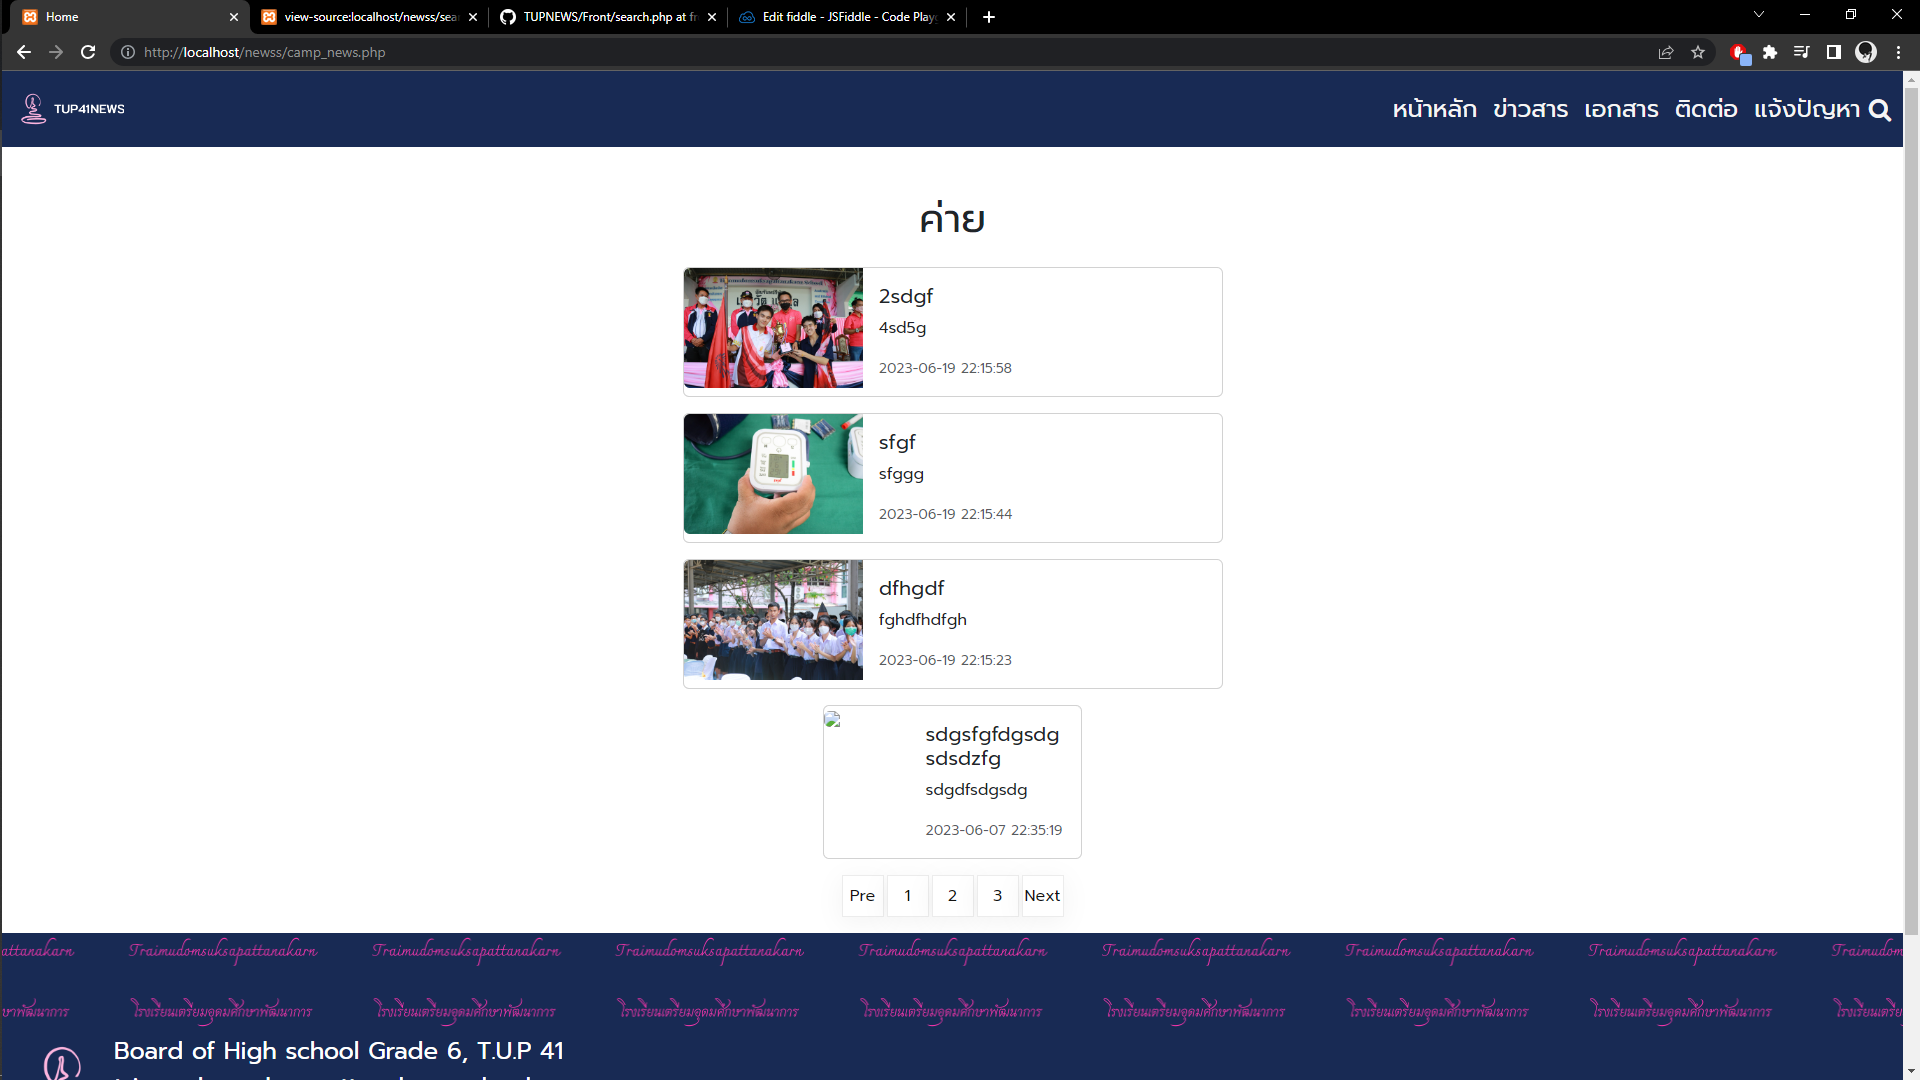 Home
view-source:localhost/newss/sea
TUPNEWS/Front/search.php at fr
Edit fiddle - JSFiddle - Code Play
http://localhost/newss/camp_news.php
TUP41NEWS
หน้าหลัก ข่าวสาร เอกสาร ติดต่อ แจ้งปัญหา
ค่าย
2sdgf
4sd5g
2023-06-19 22:15:58
sfgf
sfggg
2023-06-19 22:15:44
dfhgdf
fghdfhdfgh
2023-06-19 22:15:23
sdgsfgfdgsdg
sdsdzfg
sdgdfsdgsdg
2023-06-07 22:35:19
Pre 1 2 3 Next
attanakarn Traimudomsuksapattanakarn Traimudomsuksapattanakarn Traimudomsuksapattanakarn Traimudomsuksapattanakarn Traimudomsuksapattanakarn Traimudomsuksapattanakarn Traimudomsuksapattanakarn Traimudoms
ษาพัฒนาการ โรงเรียนเตรียมอุดมศึกษาพัฒนาการ โรงเรียนเตรียมอุดมศึกษาพัฒนาการ โรงเรียนเตรียมอุดมศึกษาพัฒนาการ โรงเรียนเตรียมอุดมศึกษาพัฒนาการ โรงเรียนเตรียมอุดมศึกษาพัฒนาการ โรงเรียนเตรียมอุดมศึกษาพัฒนาการ โรงเรียนเตรียมอุดมศึกษาพัฒนาการ โรงเรียนเตรี
Board of High school Grade 6, T.U.P 41